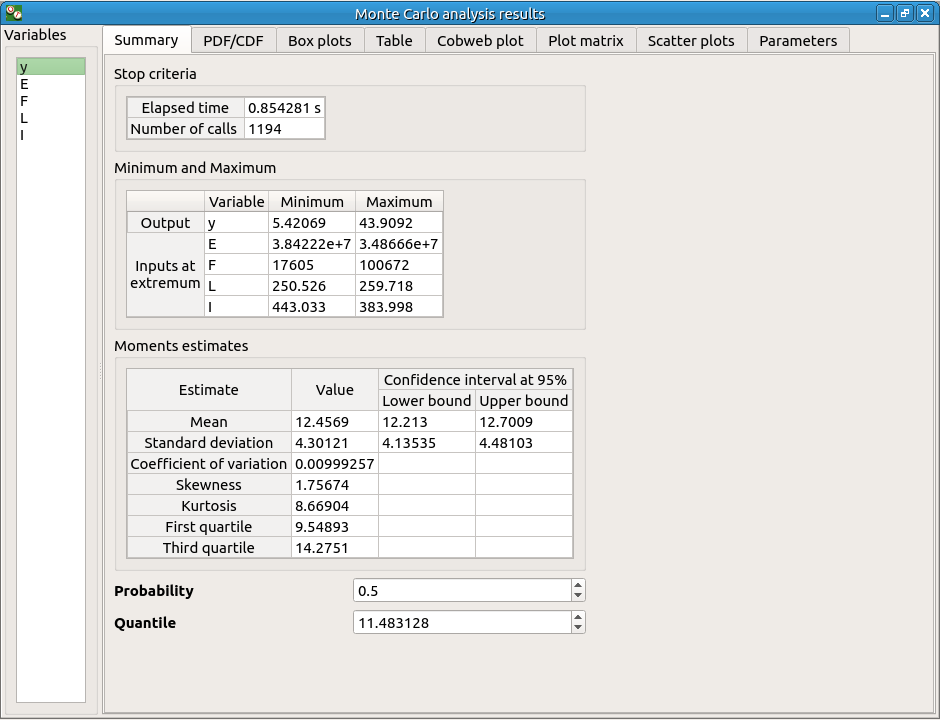 Monte Carlo analysis results
Variables
y
E
F
L
I
Summary PDF/CDF Box plots Table Cobweb plot Plot matrix Scatter plots Parameters
Stop criteria
Elapsed time 0.854281 s
Number of calls 1194
Minimum and Maximum
Variable Minimum Maximum
Output y 5.42069 43.9092
Inputs at extremum
E 3.84222e+7 3.48666e+7
F 17605 100672
L 250.526 259.718
I 443.033 383.998
Moments estimates
Estimate Value Confidence interval at 95%
Lower bound Upper bound
Mean 12.4569 12.213 12.7009
Standard deviation 4.30121 4.13535 4.48103
Coefficient of variation 0.00999257
Skewness 1.75674
Kurtosis 8.66904
First quartile 9.54893
Third quartile 14.2751
Probability 0.5
Quantile 11.483128